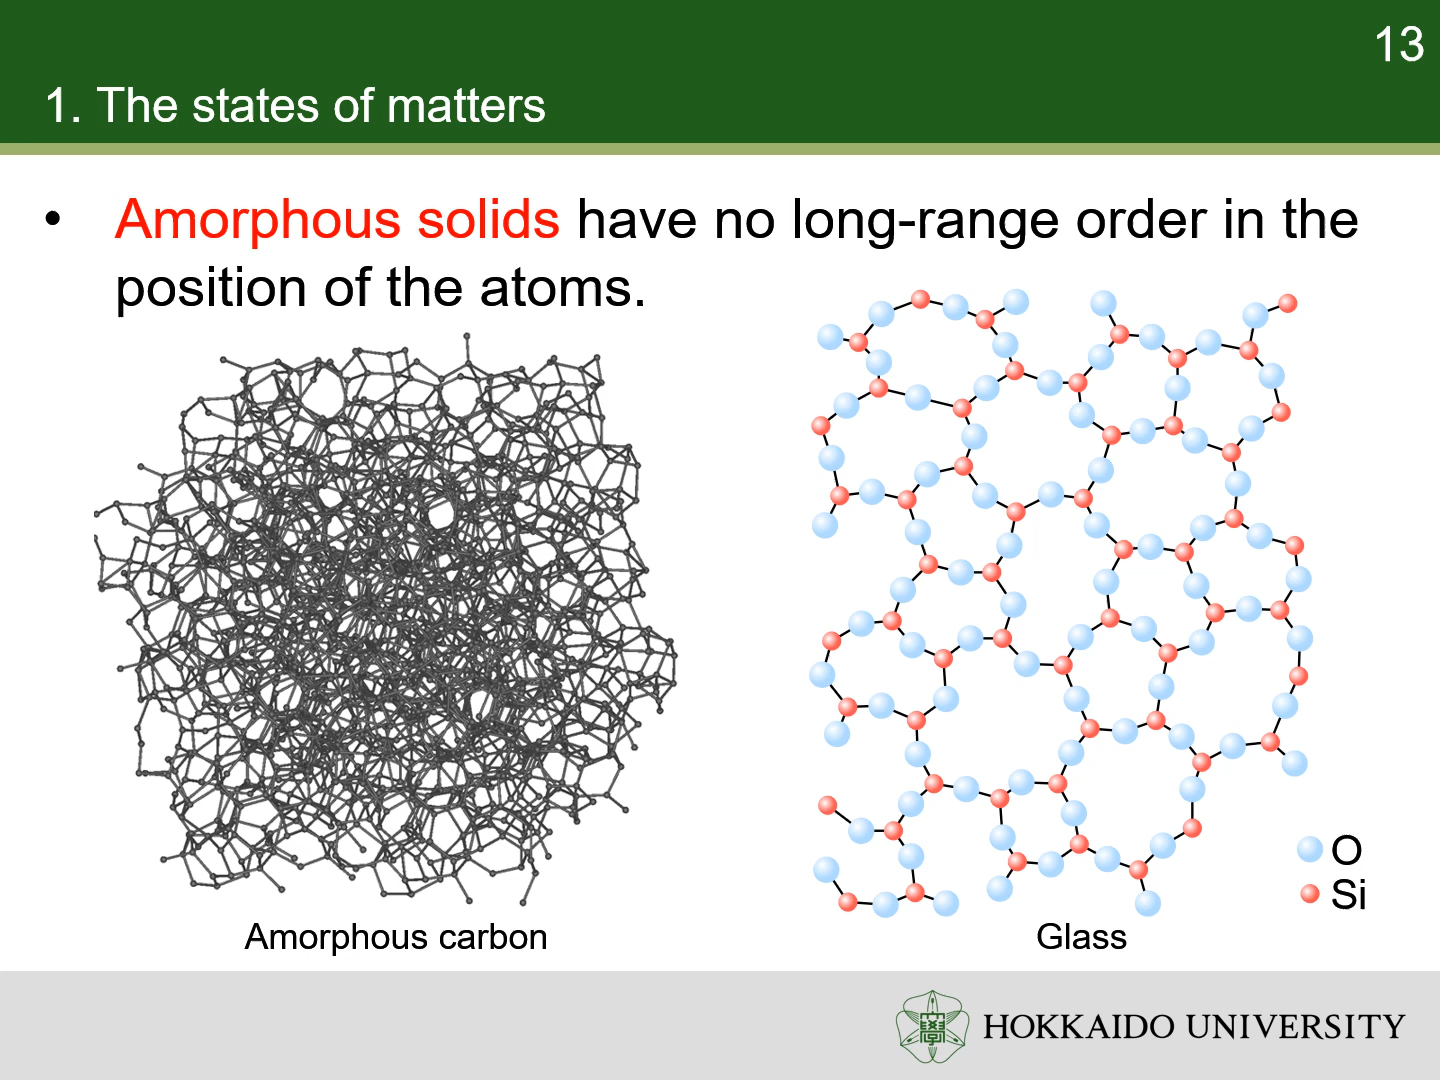 13
1. The states of matters
• Amorphous solids have no long-range order in the
position of the atoms.
O
Si
Amorphous carbon
Glass
HOKKAIDO UNIVERSITY